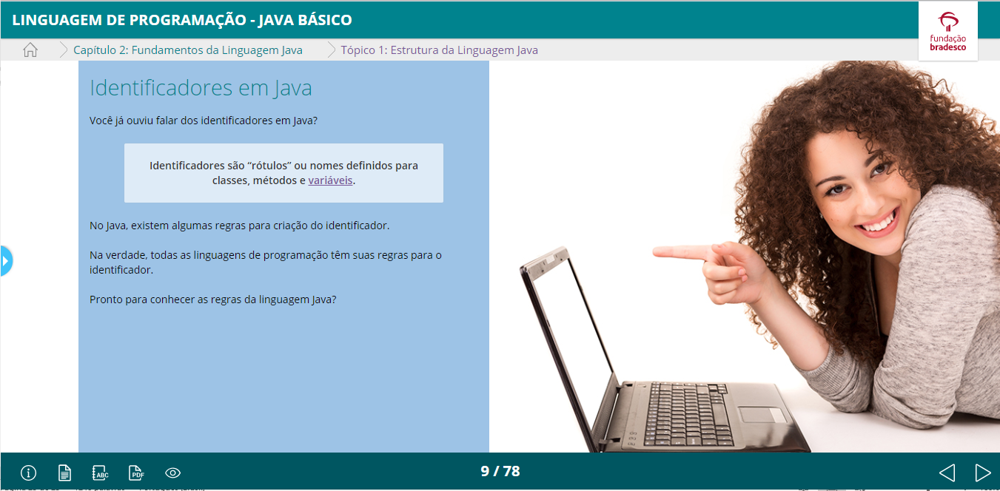 LINGUAGEM DE PROGRAMAÇÃO - JAVA BÁSICO
fundação
bradesco
Capítulo 2: Fundamentos da Linguagem Java
Tópico 1: Estrutura da Linguagem Java
Identificadores em Java
Você já ouviu falar dos identificadores em Java?
Identificadores são “rótulos” ou nomes definidos para
classes, métodos e variáveis.
No Java, existem algumas regras para criação do identificador.
Na verdade, todas as linguagens de programação têm suas regras para o
identificador.
Pronto para conhecer as regras da linguagem Java?
ABC
PDF
9 / 78